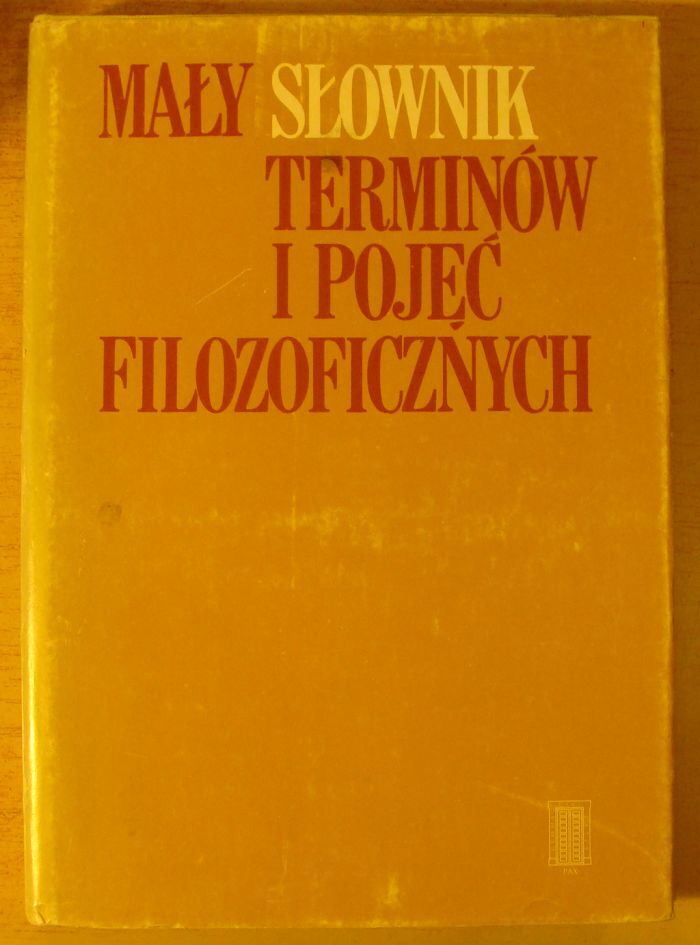 MAŁY SŁOWNIK
TERMINÓW
I POJĘĆ
FILOZOFICZNYCH
PAX